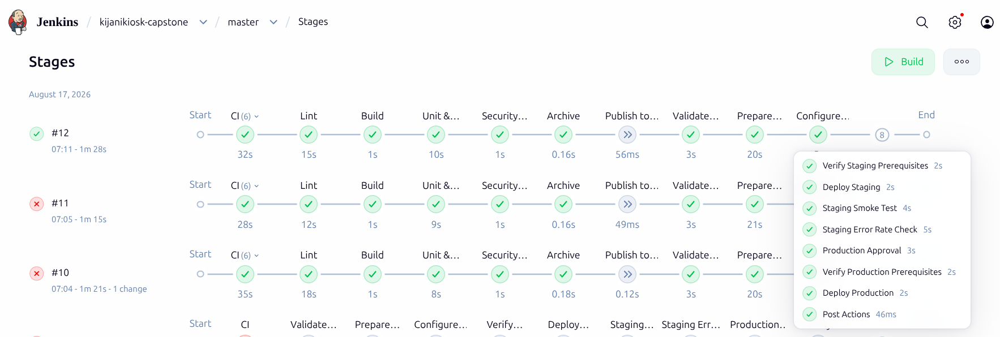 Jenkins / kijanikiosk-capstone / master / Stages
Stages
Build
August 17, 2026
Start CI (6) Lint Build Unit &... Security... Archive Publish to... Validate... Prepare... Configure... End
#12
8
07:11 - 1m 28s
32s 15s 1s 10s 1s 0.16s 56ms 3s 20s
Verify Staging Prerequisites 2s
Deploy Staging 2s
Staging Smoke Test 4s
Staging Error Rate Check 5s
Production Approval 3s
Verify Production Prerequisites 2s
Deploy Production 2s
Post Actions 46ms
Start CI (6) Lint Build Unit &... Security... Archive Publish to... Validate... Prepare...
#11
07:05 - 1m 15s
28s 12s 1s 9s 1s 0.16s 49ms 3s 21s
Start CI (6) Lint Build Unit &... Security... Archive Publish to... Validate... Prepare...
#10
07:04 - 1m 21s - 1 change
35s 18s 1s 8s 1s 0.18s 0.12s 3s 20s
Start CI Validate... Prepare... Configure... Verify... Deploy... Staging... Staging Err... Production...